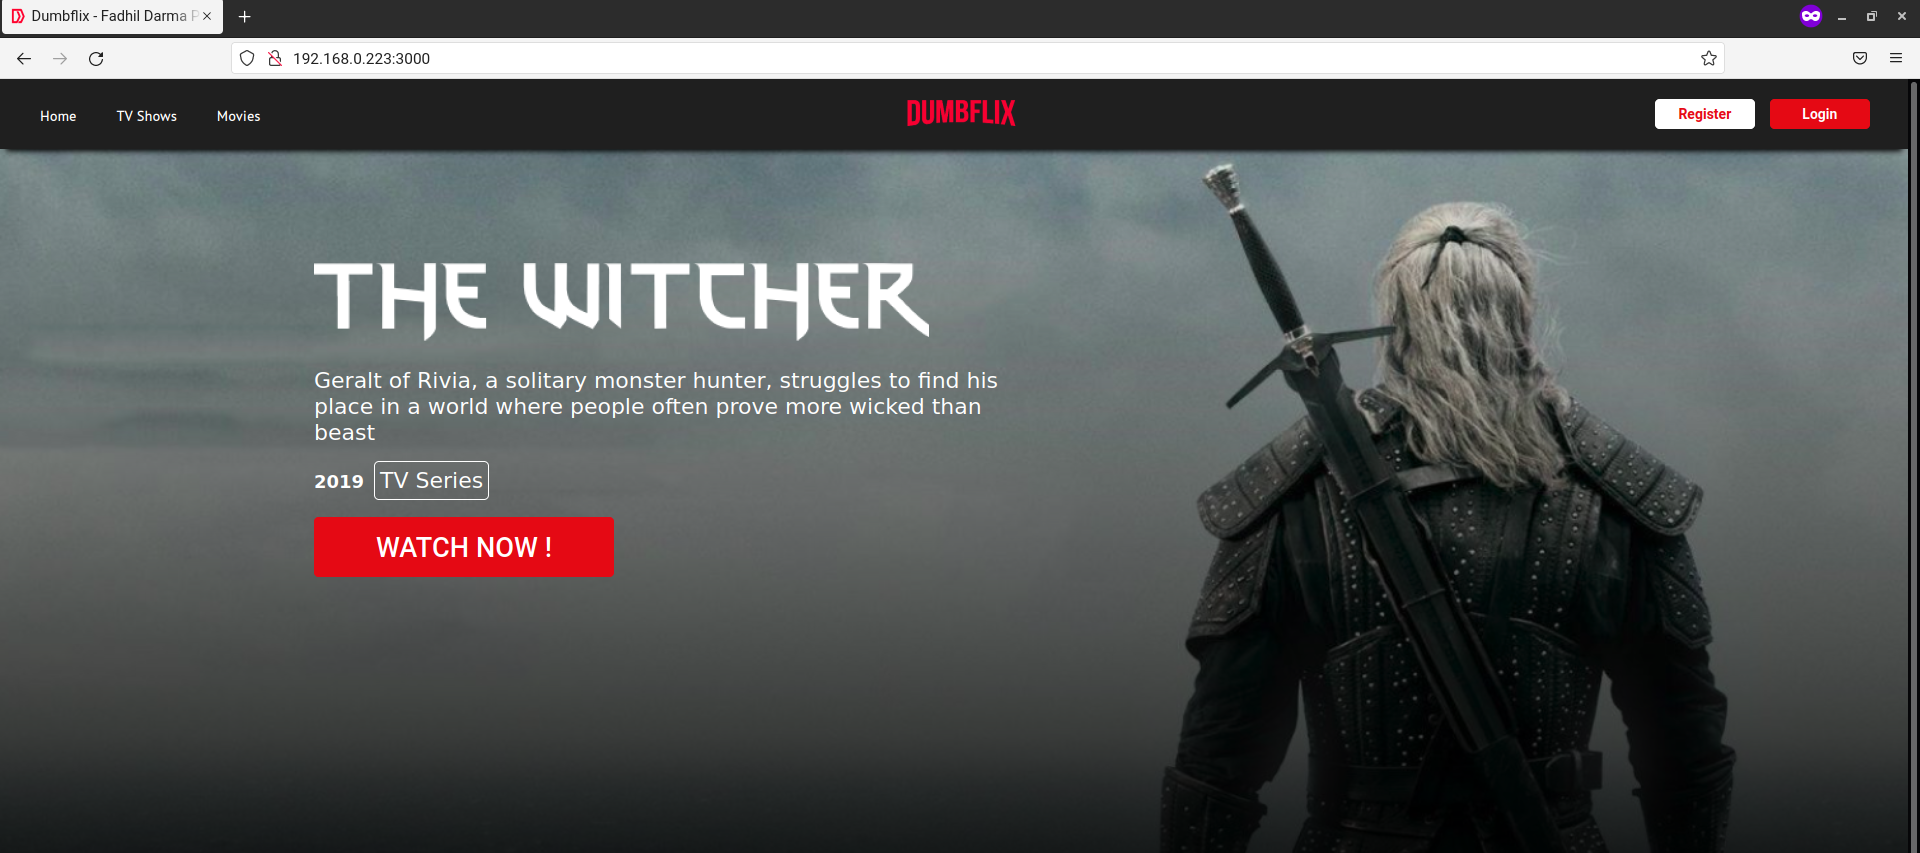 Dumbflix - Fadhil Darma P
192.168.0.223:3000
Home
TV Shows
Movies
DUMBFLIX
Register
Login
THE WITCHER
Geralt of Rivia, a solitary monster hunter, struggles to find his
place in a world where people often prove more wicked than
beast
2019
TV Series
WATCH NOW !